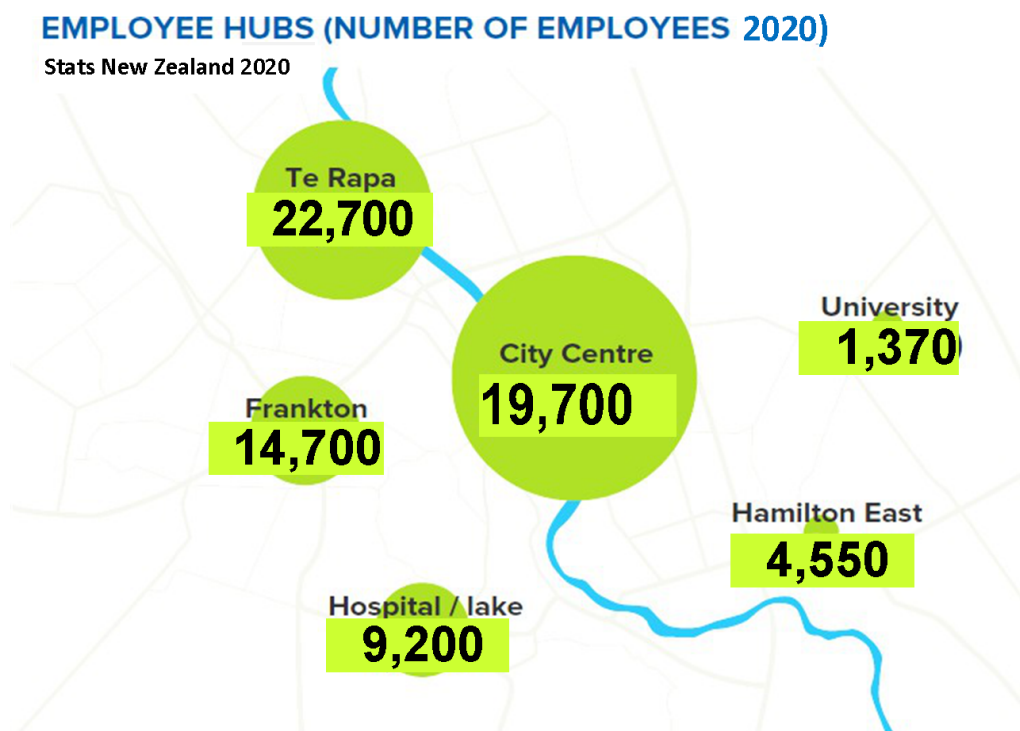 EMPLOYEE HUBS (NUMBER OF EMPLOYEES 2020)
Stats New Zealand 2020
Te Rapa
22,700
University
1,370
City Centre
19,700
Frankton
14,700
Hamilton East
4,550
Hospital / lake
9,200